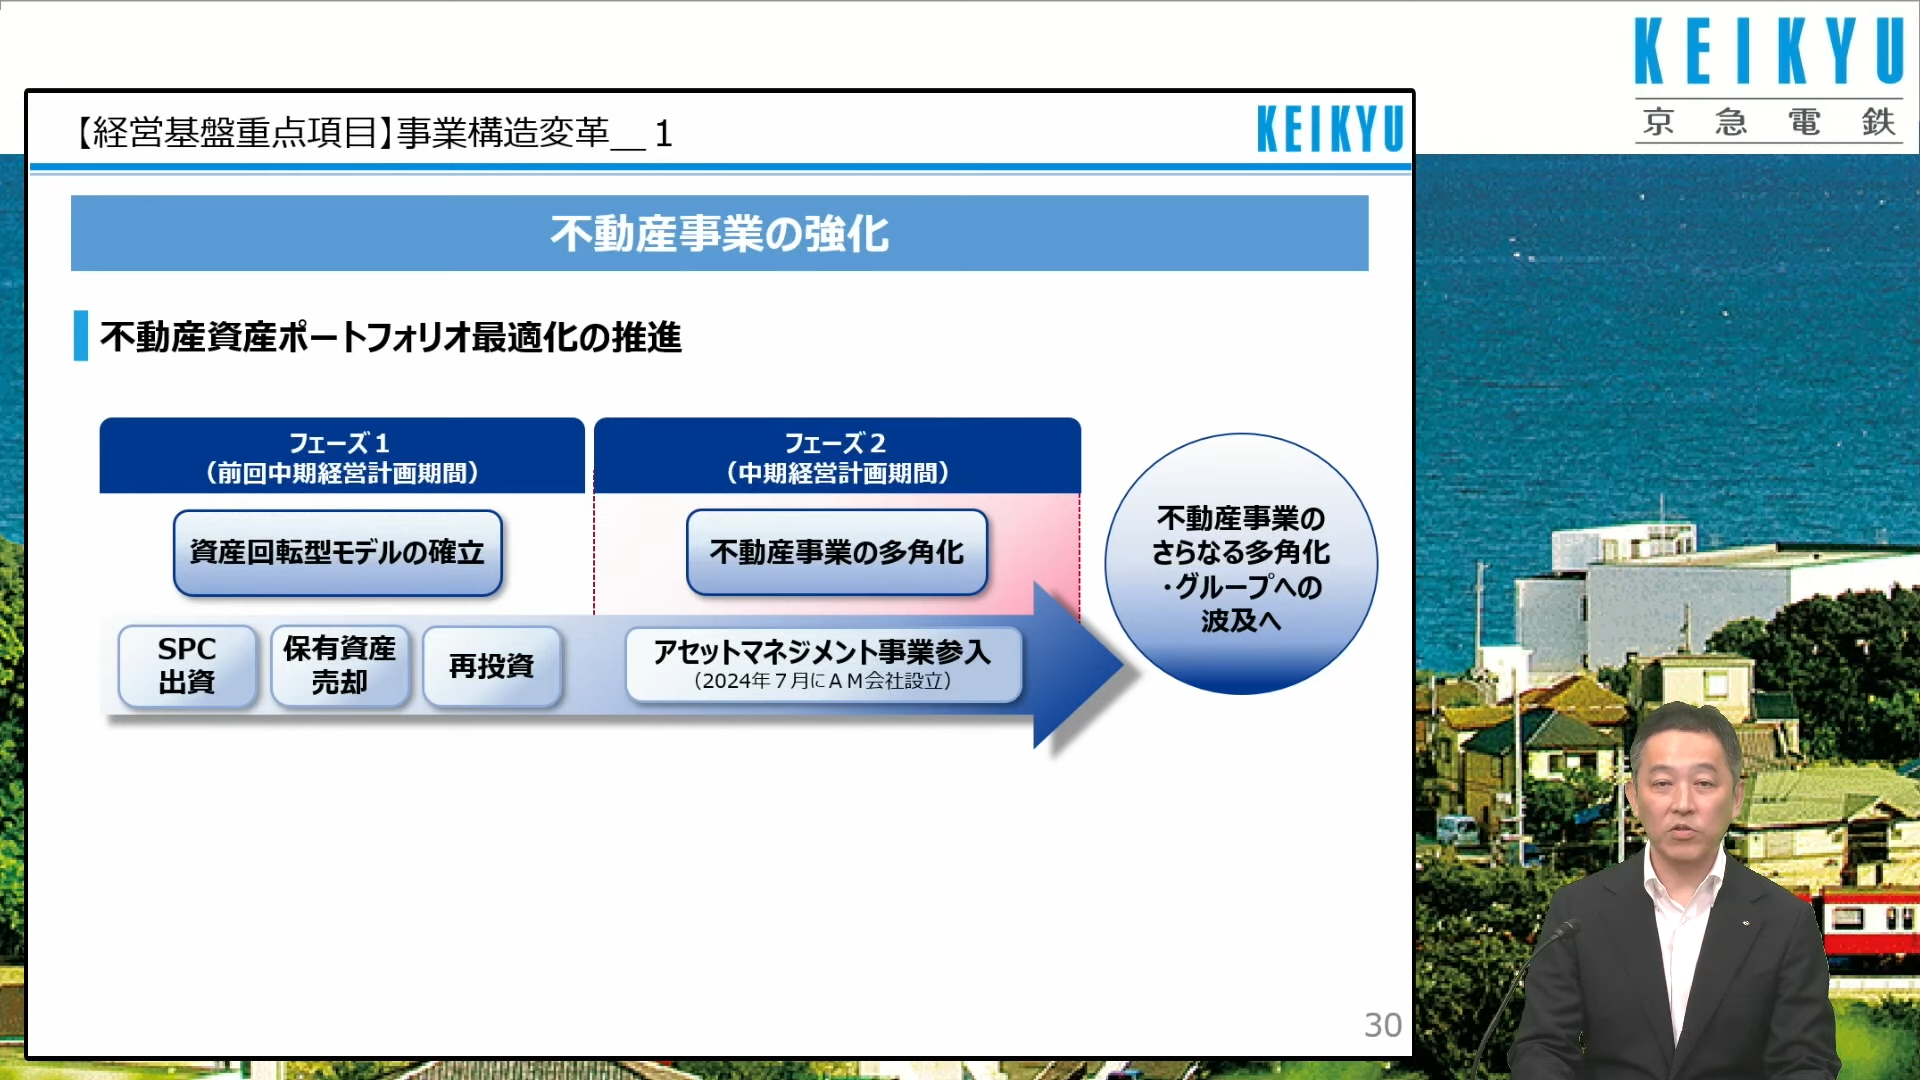 KEIKYU
京急電鉄
【経営基盤重点項目】事業構造変革__1
KEIKYU
不動産事業の強化
不動産資産ポートフォリオ最適化の推進
フェーズ１
（前回中期経営計画期間）
フェーズ２
（中期経営計画期間）
資産回転型モデルの確立
不動産事業の多角化
SPC
出資
保有資産
売却
再投資
アセットマネジメント事業参入
（2024年７月にＡＭ会社設立）
不動産事業の
さらなる多角化
・グループへの
波及へ
30